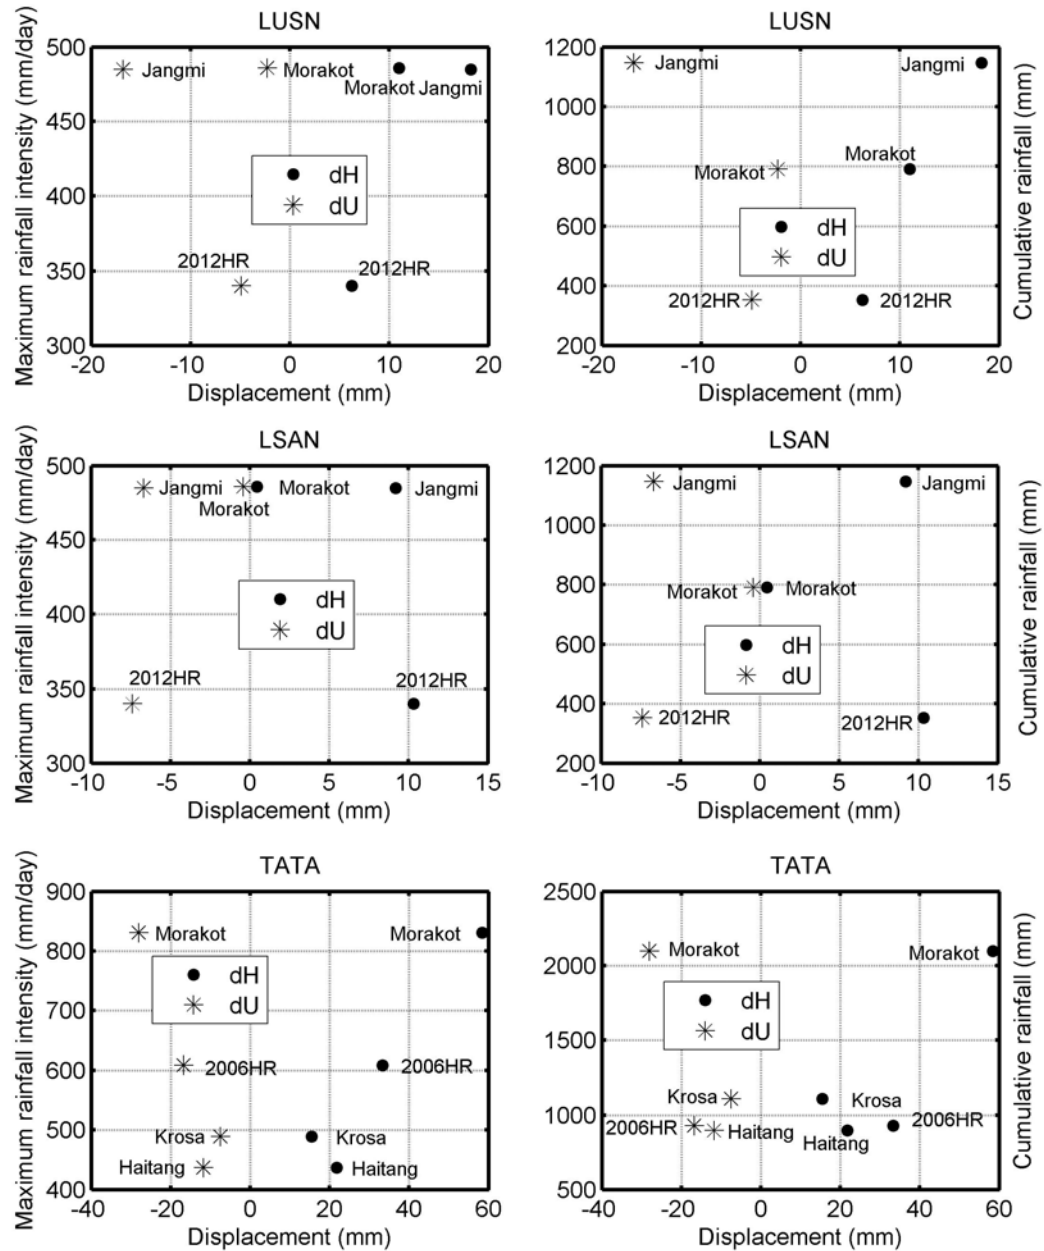 LUSN
Maximum rainfall intensity (mm/day)
500
450
400
350
300
Jangmi
Morakot
Morakot Jangmi
dH
dU
2012HR
2012HR
-20 -10 0 10 20
Displacement (mm)
LUSN
1200
1000
800
600
400
200
Jangmi
Jangmi
Morakot
Morakot
dH
dU
2012HR
2012HR
-20 -10 0 10 20
Displacement (mm)
Cumulative rainfall (mm)
LSAN
Maximum rainfall intensity (mm/day)
500
450
400
350
300
Jangmi
Morakot
Morakot
Jangmi
dH
dU
2012HR
2012HR
-10 -5 0 5 10 15
Displacement (mm)
LSAN
1200
1000
800
600
400
200
Jangmi
Jangmi
Morakot
Morakot
dH
dU
2012HR
2012HR
-10 -5 0 5 10 15
Displacement (mm)
Cumulative rainfall (mm)
TATA
Maximum rainfall intensity (mm/day)
900
800
700
600
500
400
Morakot
Morakot
dH
dU
2006HR
2006HR
Krosa
Krosa
Haitang
Haitang
-40 -20 0 20 40 60
Displacement (mm)
TATA
2500
2000
1500
1000
500
Morakot
Morakot
dH
dU
Krosa
Krosa
2006HR
Haitang
Haitang
2006HR
-40 -20 0 20 40 60
Displacement (mm)
Cumulative rainfall (mm)